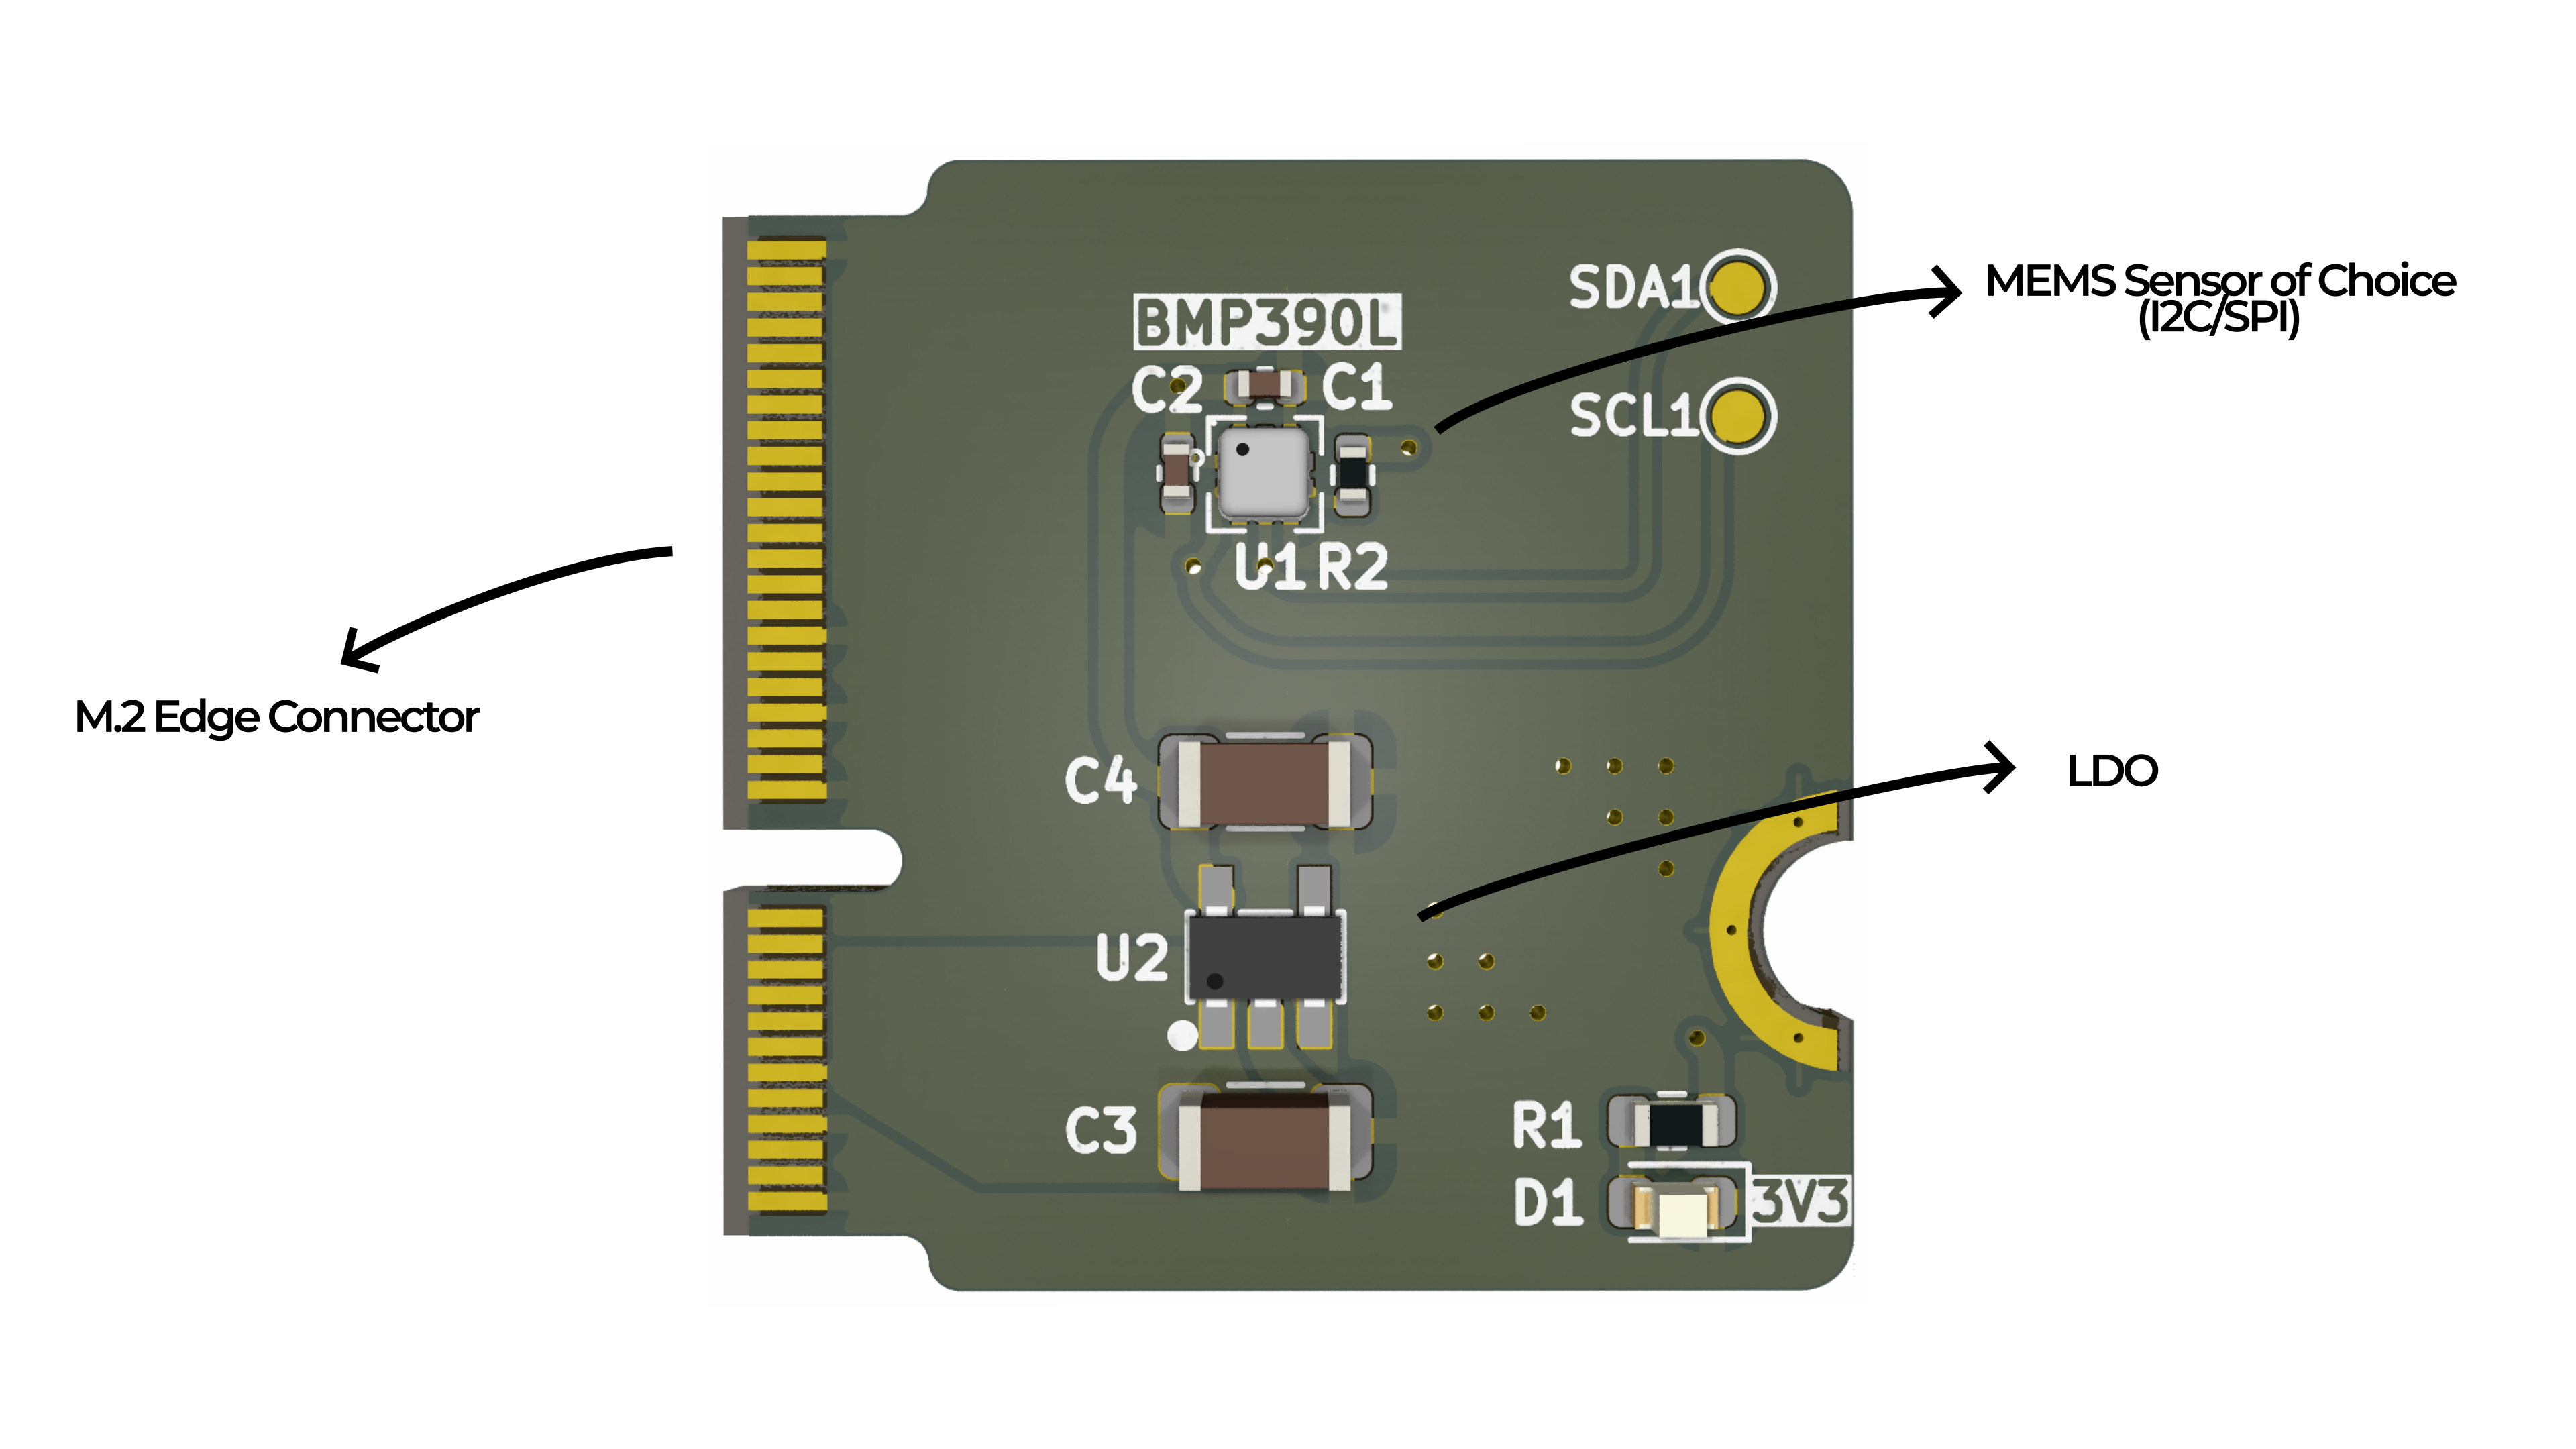 SDA1
MEMS Sensor of Choice
(I2C/SPI)
BMP390L
C2
C1
SCL1
U1
R2
M.2 Edge Connector
C4
LDO
U2
C3
R1
D1
3V3